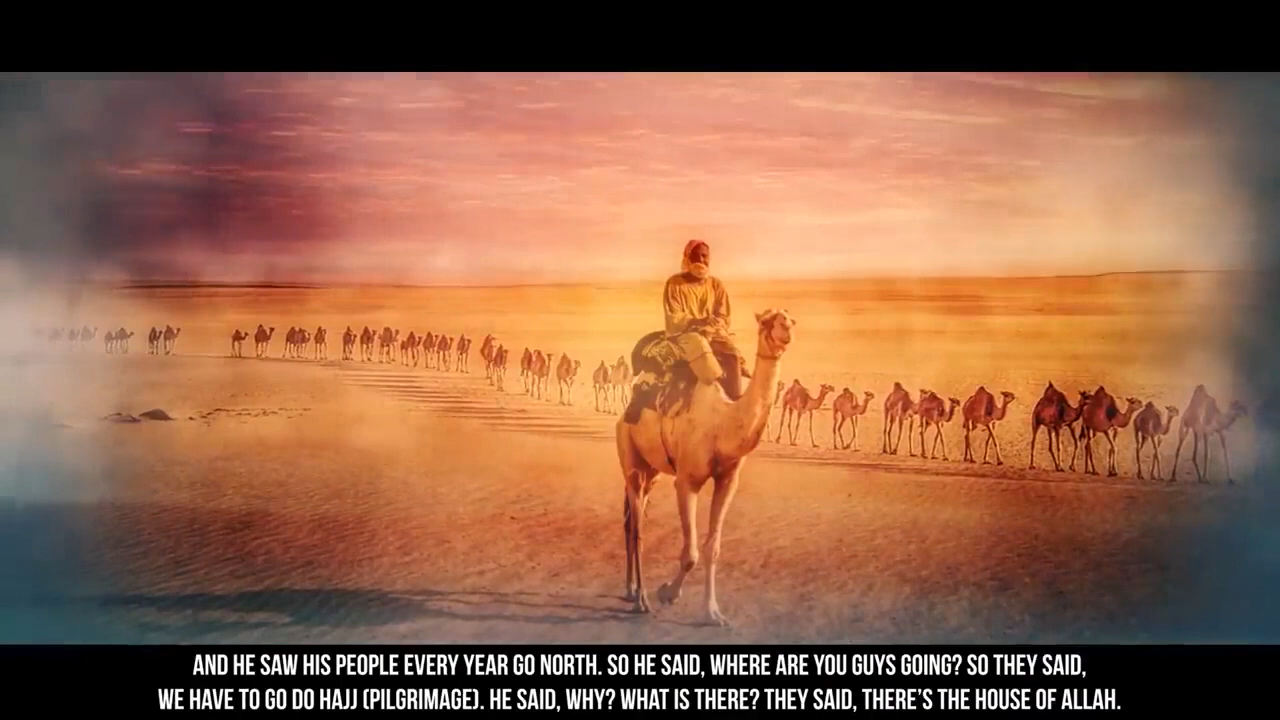 AND HE SAW HIS PEOPLE EVERY YEAR GO NORTH. SO HE SAID, WHERE ARE YOU GUYS GOING? SO THEY SAID,
WE HAVE TO GO DO HAJJ (PILGRIMAGE). HE SAID, WHY? WHAT IS THERE? THEY SAID, THERE'S THE HOUSE OF ALLAH.